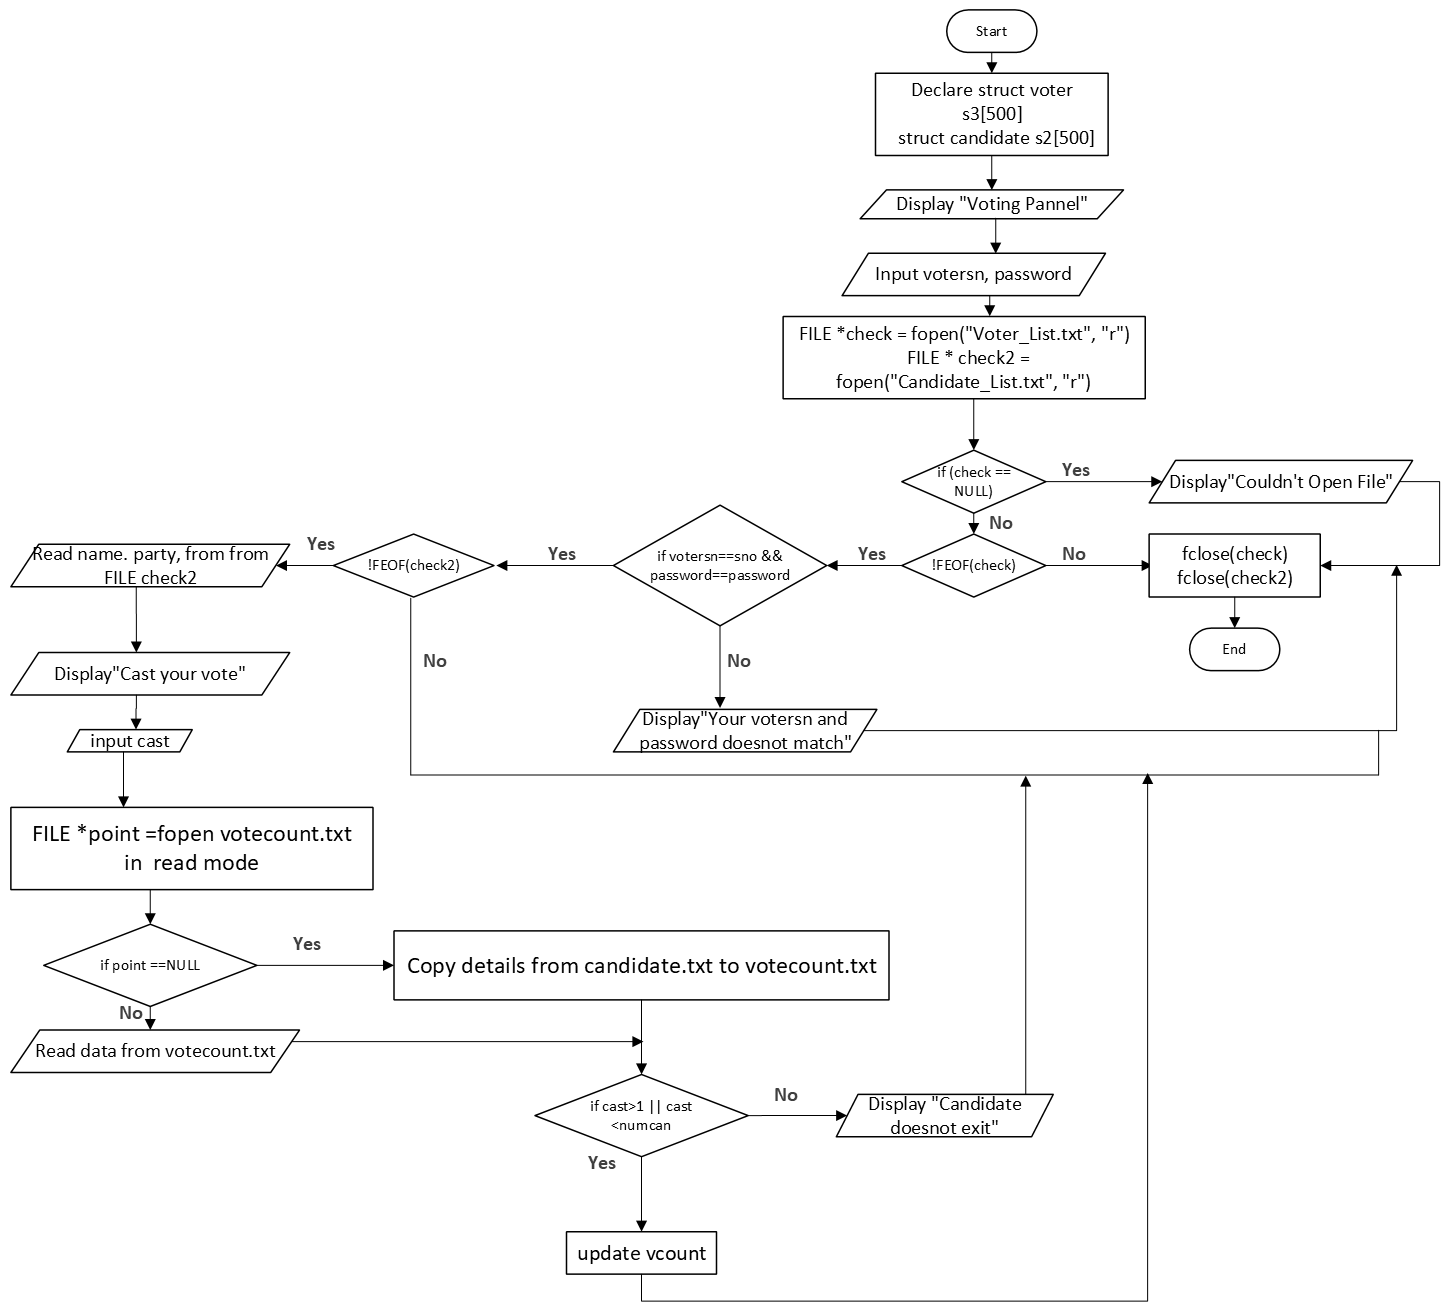 Start
Declare struct voter
s3[500]
struct candidate s2[500]
Display "Voting Pannel"
Input votersn, password
FILE *check = fopen("Voter_List.txt", "r")
FILE * check2 =
fopen("Candidate_List.txt", "r")
if (check ==
NULL)
Yes
Display"Couldn't Open File"
No
!FEOF(check)
No
fclose(check)
fclose(check2)
End
Yes
if votersn==sno &&
password==password
No
Display"Your votersn and
password doesnot match"
Yes
!FEOF(check2)
No
Yes
Read name. party, from from
FILE check2
Display"Cast your vote"
input cast
FILE *point =fopen votecount.txt
in read mode
if point ==NULL
Yes
Copy details from candidate.txt to votecount.txt
No
Read data from votecount.txt
if cast>1 || cast
<numcan
No
Display "Candidate
doesnot exit"
Yes
update vcount